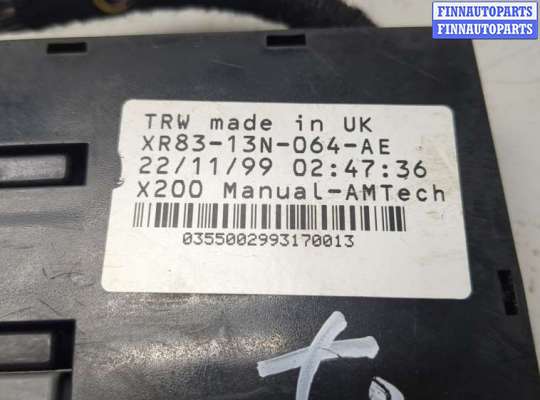 FINNAUTOPARTS
FINNAUTOPARTS
TRW made in UK
XR83-13N-064-AE
22/11/99 02:47:36
X200 Manual-AMTech
0355002993170013